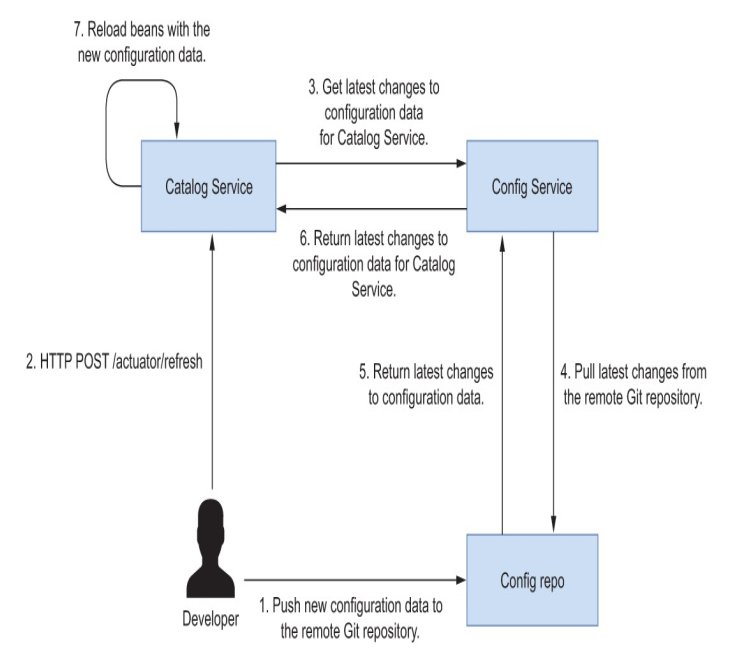 7. Reload beans with the
new configuration data.
3. Get latest changes to
configuration data
for Catalog Service.
Catalog Service
Config Service
6. Return latest changes to
configuration data for Catalog
Service.
2. HTTP POST /actuator/refresh
5. Return latest changes
to configuration data.
4. Pull latest changes from
the remote Git repository.
Config repo
Developer
1. Push new configuration data to
the remote Git repository.